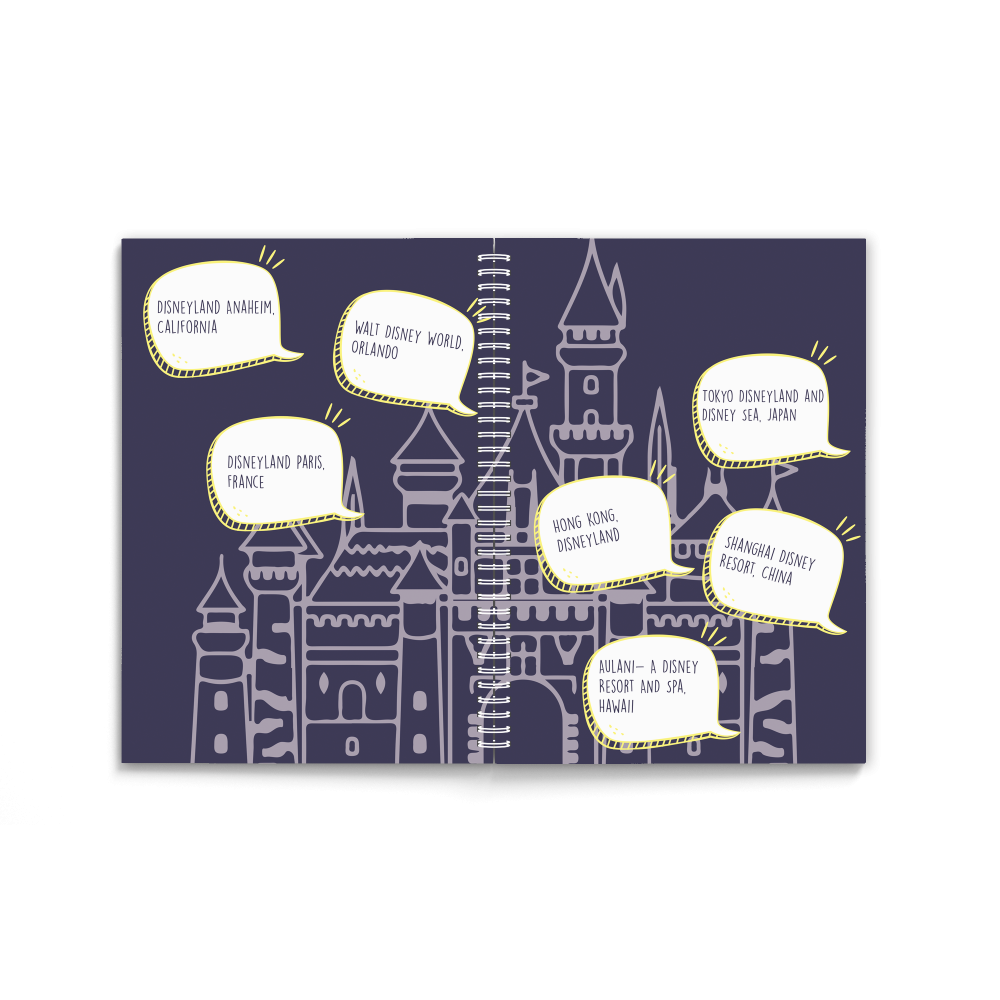 DISNEYLAND ANAHEIM,
CALIFORNIA
WALT DISNEY WORLD,
ORLANDO
DISNEYLAND PARIS,
FRANCE
TOKYO DISNEYLAND AND
DISNEY SEA, JAPAN
HONG KONG,
DISNEYLAND
SHANGHAI DISNEY
RESORT, CHINA
AULANI– A DISNEY
RESORT AND SPA,
HAWAII